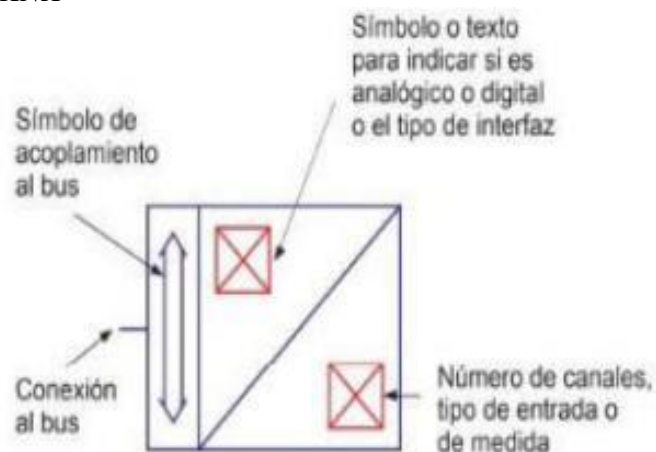 Símbolo o texto
para indicar si es
analógico o digital
o el tipo de interfaz
Símbolo de
acoplamiento
al bus
Conexión
al bus
Número de canales,
tipo de entrada o
de medida